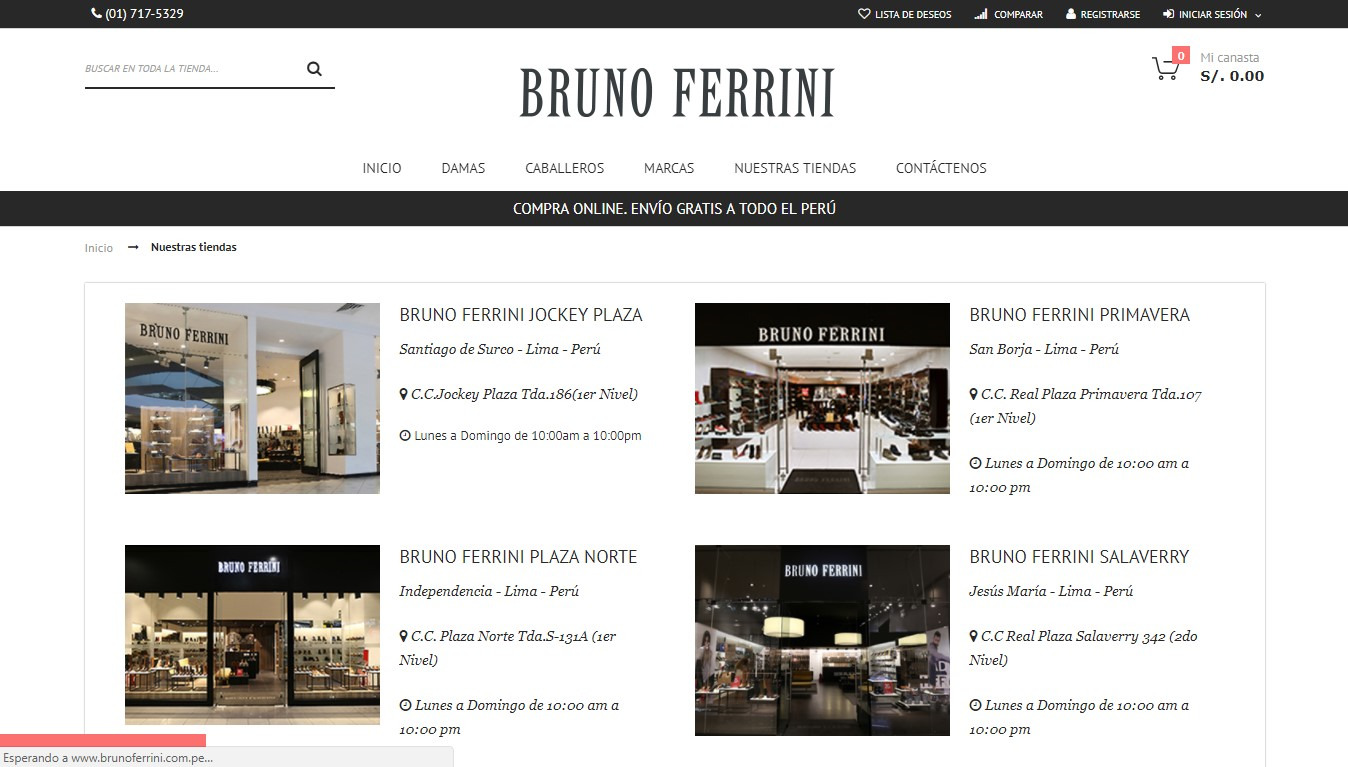 (01) 717-5329
LISTA DE DESEOS
COMPARAR
REGISTRARSE
INICIAR SESIÓN
BUSCAR EN TODA LA TIENDA...
BRUNO FERRINI
0
Mi canasta
S/. 0.00
INICIO
DAMAS
CABALLEROS
MARCAS
NUESTRAS TIENDAS
CONTÁCTENOS
COMPRA ONLINE. ENVÍO GRATIS A TODO EL PERÚ
Inicio
Nuestras tiendas
BRUNO FERRINI
BRUNO FERRINI JOCKEY PLAZA
Santiago de Surco - Lima - Perú
C.C.Jockey Plaza Tda.186(1er Nivel)
Lunes a Domingo de 10:00am a 10:00pm
BRUNO FERRINI
BRUNO FERRINI PRIMAVERA
San Borja - Lima - Perú
C.C. Real Plaza Primavera Tda.107
(1er Nivel)
Lunes a Domingo de 10:00 am a
10:00 pm
BRUNO FERRINI
BRUNO FERRINI PLAZA NORTE
Independencia - Lima - Perú
C.C. Plaza Norte Tda.S-131A (1er
Nivel)
Lunes a Domingo de 10:00 am a
10:00 pm
BRUNO FERRINI
BRUNO FERRINI SALAVERRY
Jesús María - Lima - Perú
C.C Real Plaza Salaverry 342 (2do
Nivel)
Lunes a Domingo de 10:00 am a
10:00 pm
Esperando a www.brunoferrini.com.pe...